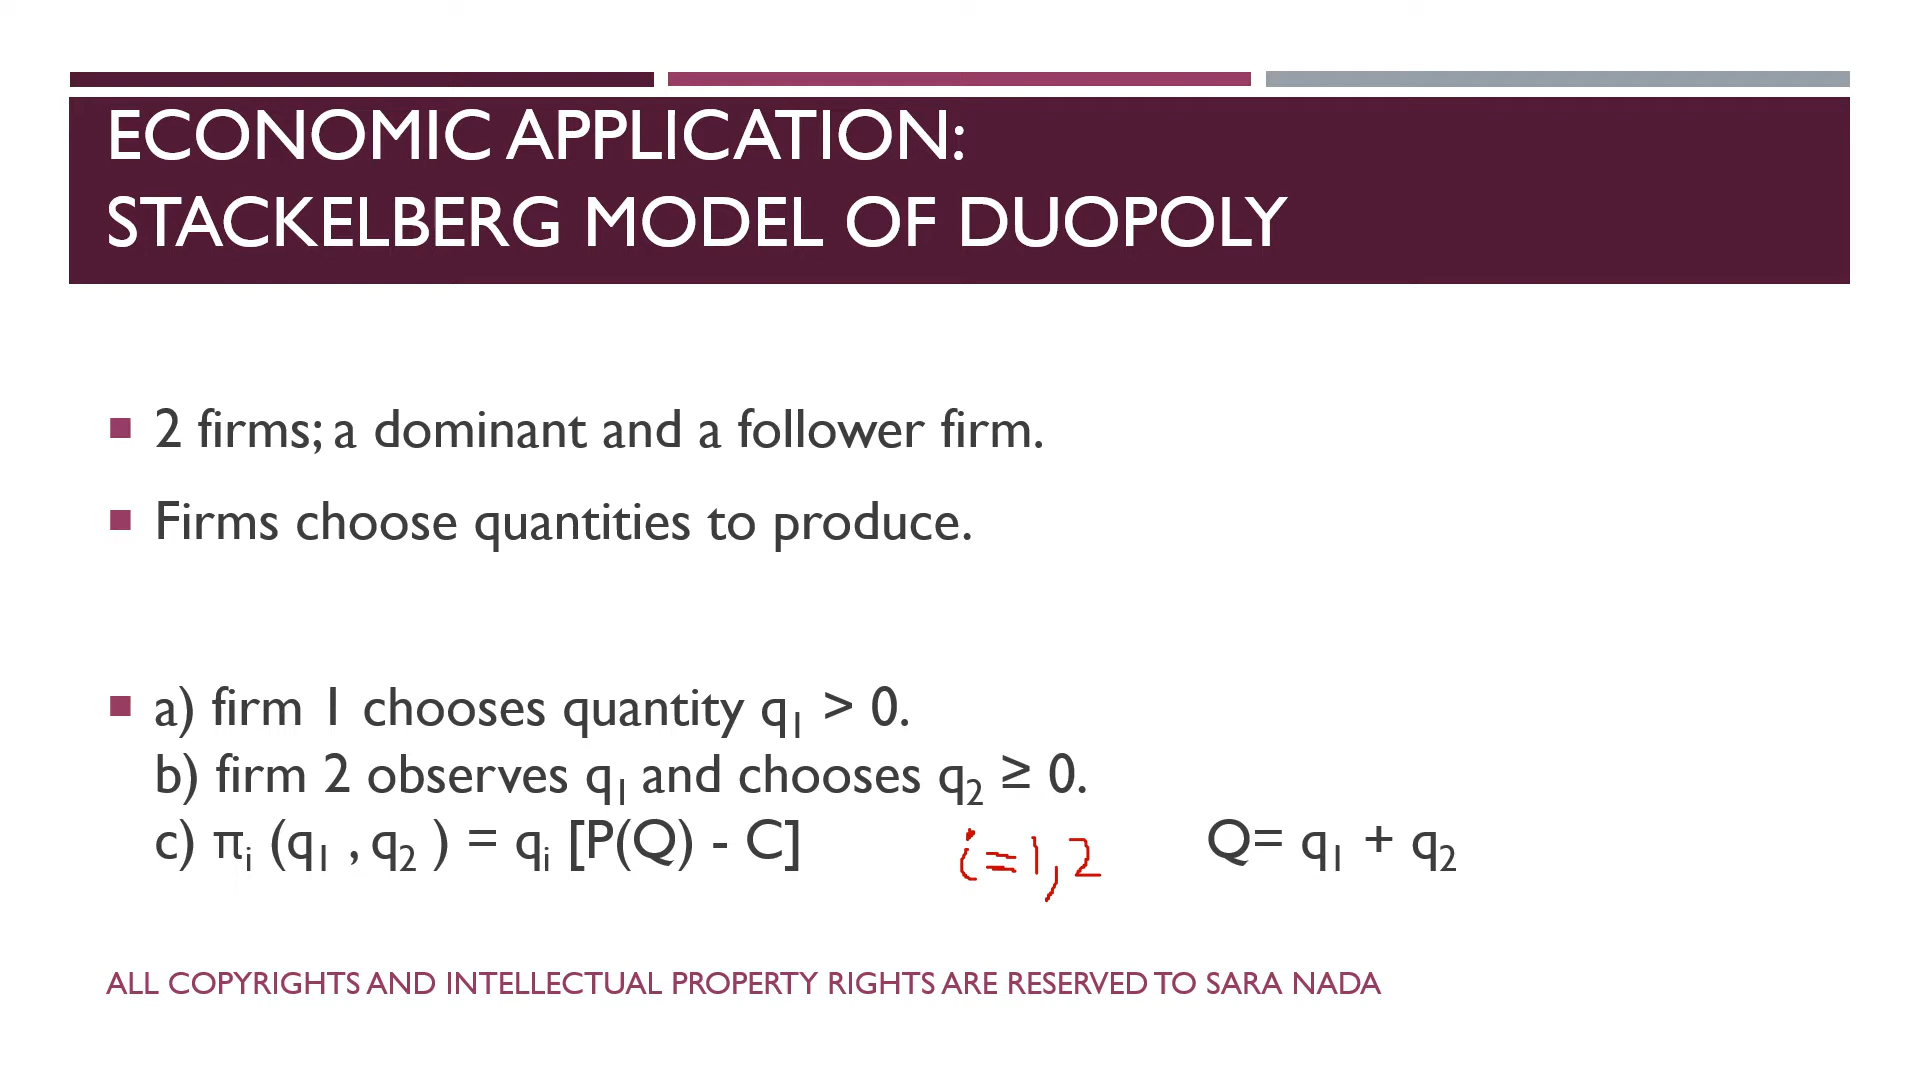 ECONOMIC APPLICATION:
STACKELBERG MODEL OF DUOPOLY
2 firms; a dominant and a follower firm.
Firms choose quantities to produce.
a) firm 1 chooses quantity q₁ > 0.
b) firm 2 observes q₁ and chooses q₂ ≥ 0.
c) πᵢ (q₁ , q₂ ) = qᵢ [P(Q) - C] i=1,2 Q= q₁ + q₂
ALL COPYRIGHTS AND INTELLECTUAL PROPERTY RIGHTS ARE RESERVED TO SARA NADA